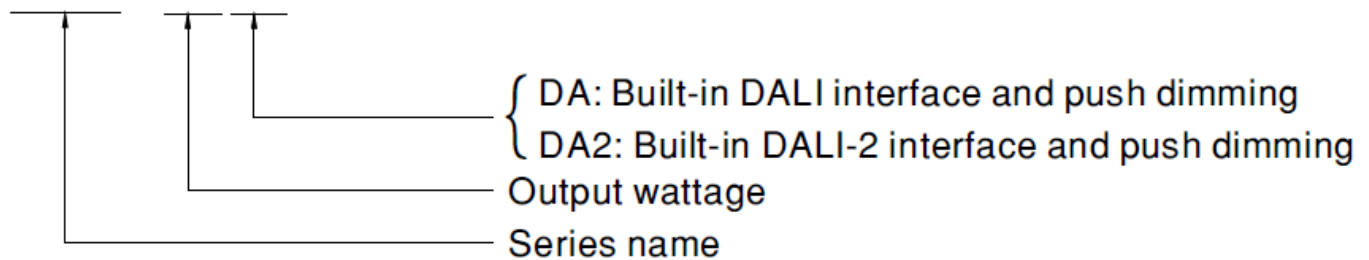 DA: Built-in DALI interface and push dimming
DA2: Built-in DALI-2 interface and push dimming
Output wattage
Series name